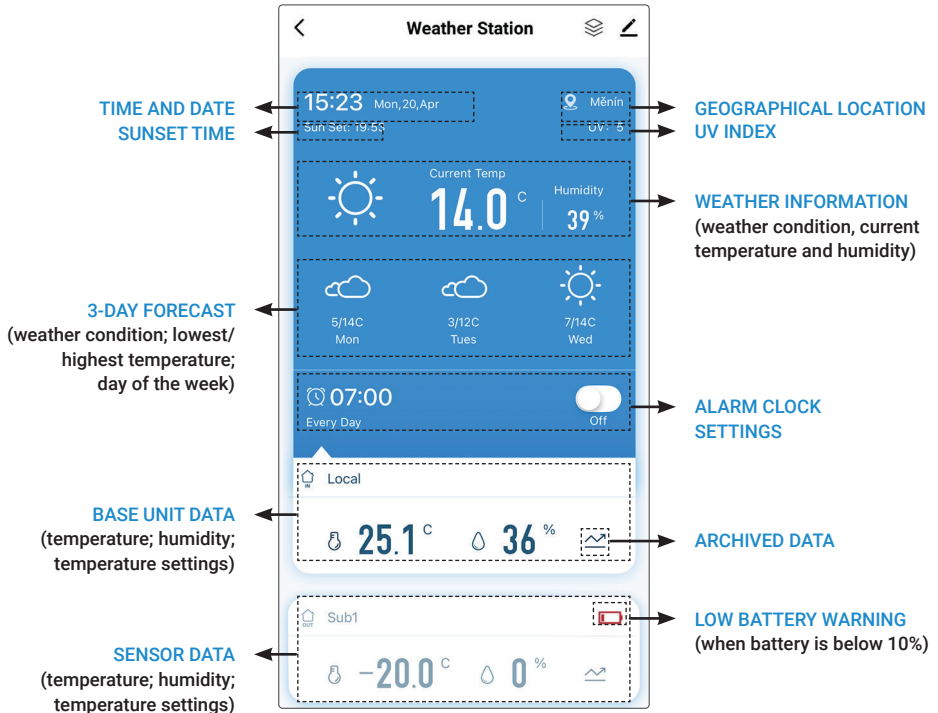 Weather Station
TIME AND DATE
SUNSET TIME
15:23 Mon,20,Apr
Sun Set: 19:53
Měnín
UV: 5
GEOGRAPHICAL LOCATION
UV INDEX
Current Temp
14.0 C
Humidity
39 %
WEATHER INFORMATION
(weather condition, current
temperature and humidity)
3-DAY FORECAST
(weather condition; lowest/
highest temperature;
day of the week)
5/14C
Mon
3/12C
Tues
7/14C
Wed
07:00
Every Day
Off
ALARM CLOCK
SETTINGS
IN
Local
BASE UNIT DATA
(temperature; humidity;
temperature settings)
25.1 C
36 %
ARCHIVED DATA
OUT
Sub1
LOW BATTERY WARNING
(when battery is below 10%)
SENSOR DATA
(temperature; humidity;
temperature settings)
-20.0 C
0 %